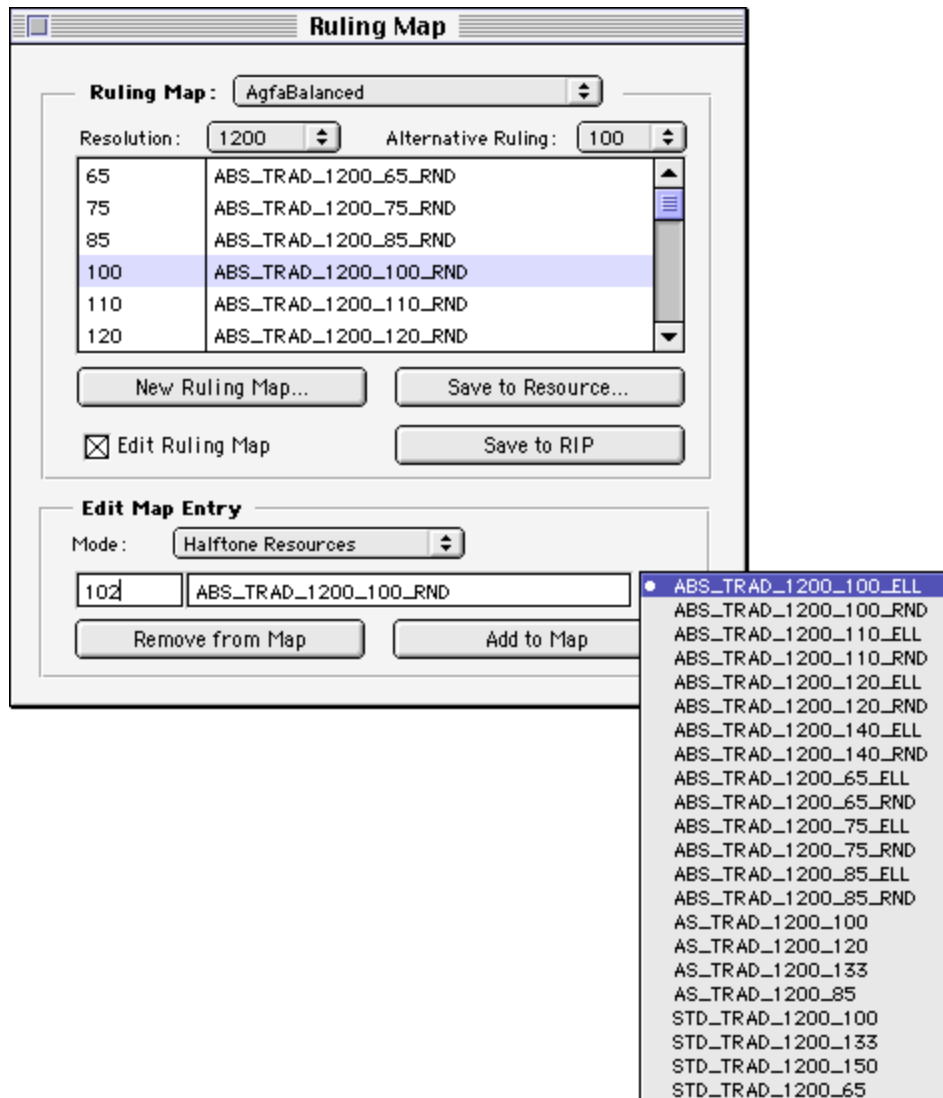 Ruling Map
Ruling Map: AgfaBalanced
Resolution: 1200 Alternative Ruling: 100
65 ABS_TRAD_1200_65_RND
75 ABS_TRAD_1200_75_RND
85 ABS_TRAD_1200_85_RND
100 ABS_TRAD_1200_100_RND
110 ABS_TRAD_1200_110_RND
120 ABS_TRAD_1200_120_RND
New Ruling Map... Save to Resource...
Edit Ruling Map Save to RIP
Edit Map Entry
Mode: Halftone Resources
102 ABS_TRAD_1200_100_RND
Remove from Map Add to Map
ABS_TRAD_1200_100_ELL
ABS_TRAD_1200_100_RND
ABS_TRAD_1200_110_ELL
ABS_TRAD_1200_110_RND
ABS_TRAD_1200_120_ELL
ABS_TRAD_1200_120_RND
ABS_TRAD_1200_140_ELL
ABS_TRAD_1200_140_RND
ABS_TRAD_1200_65_ELL
ABS_TRAD_1200_65_RND
ABS_TRAD_1200_75_ELL
ABS_TRAD_1200_75_RND
ABS_TRAD_1200_85_ELL
ABS_TRAD_1200_85_RND
AS_TRAD_1200_100
AS_TRAD_1200_120
AS_TRAD_1200_133
AS_TRAD_1200_85
STD_TRAD_1200_100
STD_TRAD_1200_133
STD_TRAD_1200_150
STD_TRAD_1200_65